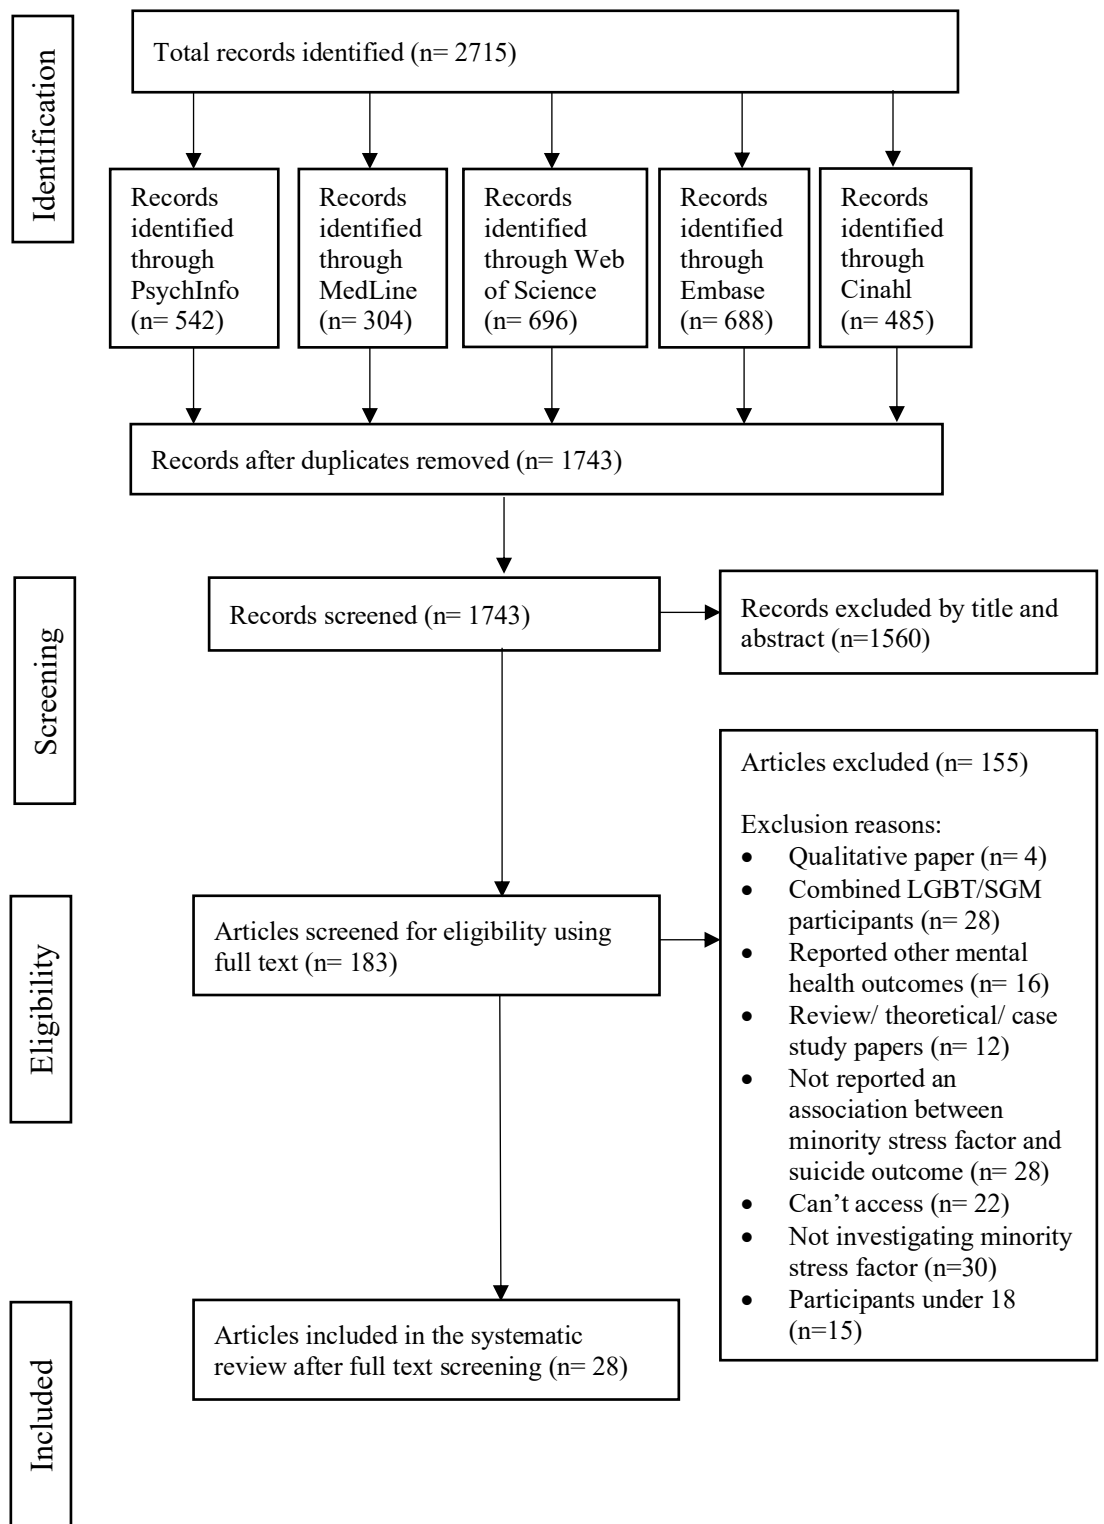 Identification
Total records identified (n= 2715)
Records
identified
through
PsychInfo
(n= 542)
Records
identified
through
MedLine
(n= 304)
Records
identified
through Web
of Science
(n= 696)
Records
identified
through
Embase
(n= 688)
Records
identified
through
Cinahl
(n= 485)
Records after duplicates removed (n= 1743)
Screening
Records screened (n= 1743)
Records excluded by title and
abstract (n=1560)
Eligibility
Articles screened for eligibility using
full text (n= 183)
Articles excluded (n= 155)
Exclusion reasons:
• Qualitative paper (n= 4)
• Combined LGBT/SGM
participants (n= 28)
• Reported other mental
health outcomes (n= 16)
• Review/ theoretical/ case
study papers (n= 12)
• Not reported an
association between
minority stress factor and
suicide outcome (n= 28)
• Can’t access (n= 22)
• Not investigating minority
stress factor (n=30)
• Participants under 18
(n=15)
Included
Articles included in the systematic
review after full text screening (n= 28)